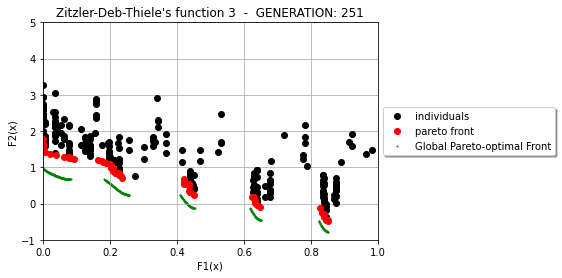 Zitzler-Deb-Thiele's function 3 - GENERATION: 251
5
4
3
2
1
0
−1
F2(x)
0.0 0.2 0.4 0.6 0.8 1.0
F1(x)
individuals
pareto front
Global Pareto-optimal Front